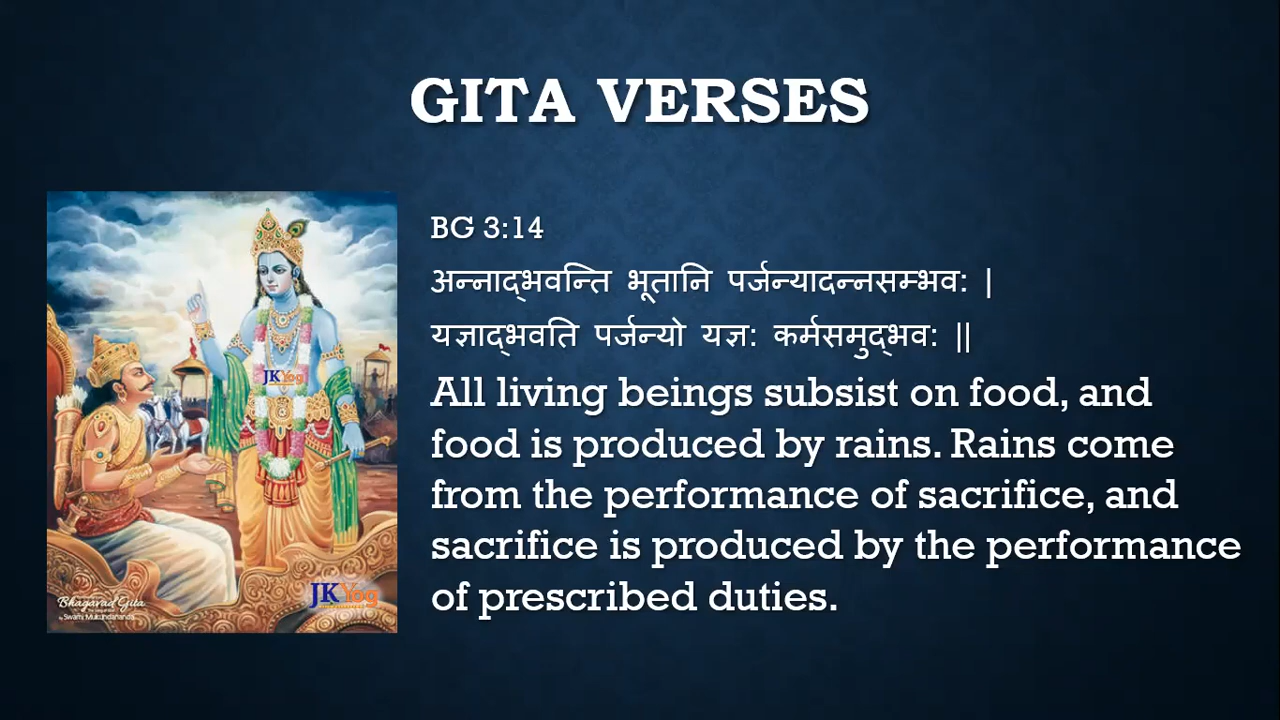 GITA VERSES
BG 3:14
अन्नाद्भवन्ति भूतानि पर्जन्यादन्नसम्भव: |
यज्ञाद्भवति पर्जन्यो यज्ञ: कर्मसमुद्भव: ||
All living beings subsist on food, and
food is produced by rains. Rains come
from the performance of sacrifice, and
sacrifice is produced by the performance
of prescribed duties.
JKYog
JKYog
Bhagavad Gita
Swami Mukundananda